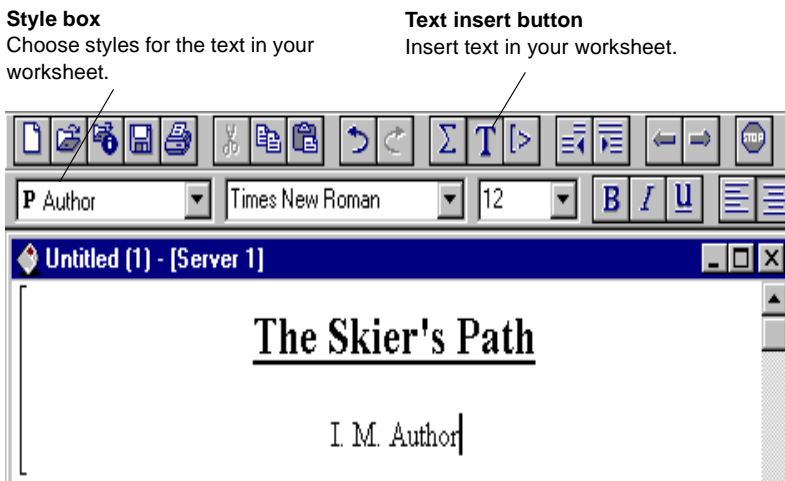 Style box
Choose styles for the text in your
worksheet.
Text insert button
Insert text in your worksheet.
Σ T [>
STOP
P Author Times New Roman 12 B I u
Untitled (1) - [Server 1]
The Skier's Path
I. M. Author